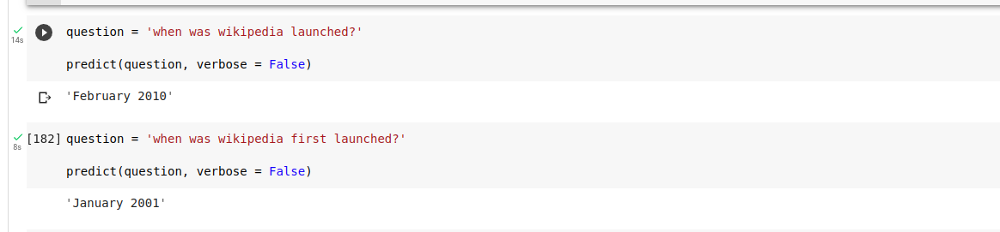 question = 'when was wikipedia launched?'
14s
predict(question, verbose = False)
'February 2010'
[182] question = 'when was wikipedia first launched?'
8s
predict(question, verbose = False)
'January 2001'